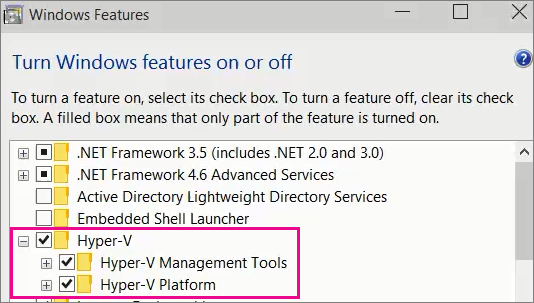 Windows Features
Turn Windows features on or off
To turn a feature on, select its check box. To turn a feature off, clear its check
box. A filled box means that only part of the feature is turned on.
.NET Framework 3.5 (includes .NET 2.0 and 3.0)
.NET Framework 4.6 Advanced Services
Active Directory Lightweight Directory Services
Embedded Shell Launcher
Hyper-V
Hyper-V Management Tools
Hyper-V Platform